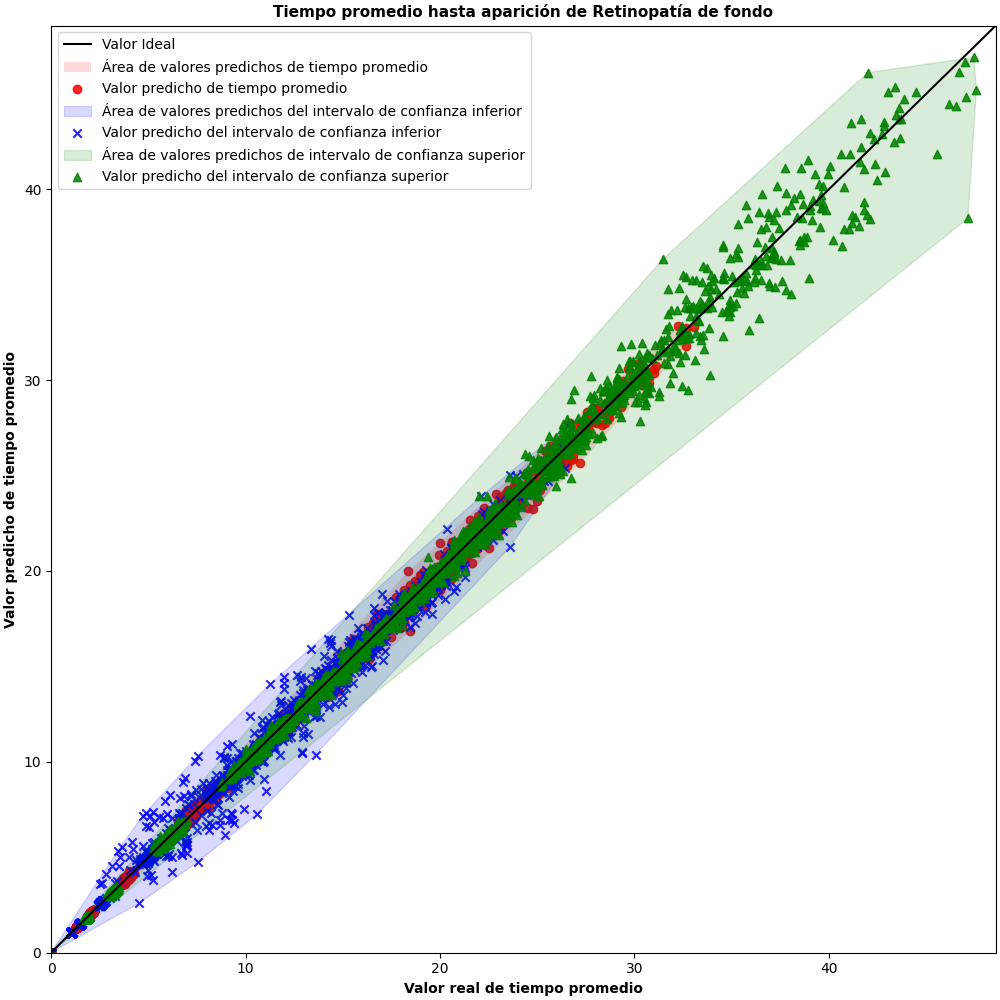 Tiempo promedio hasta aparición de Retinopatía de fondo
Valor Ideal
Área de valores predichos de tiempo promedio
Valor predicho de tiempo promedio
Área de valores predichos del intervalo de confianza inferior
Valor predicho del intervalo de confianza inferior
Área de valores predichos de intervalo de confianza superior
Valor predicho del intervalo de confianza superior
Valor predicho de tiempo promedio
40
30
20
10
0
0 10 20 30 40
Valor real de tiempo promedio